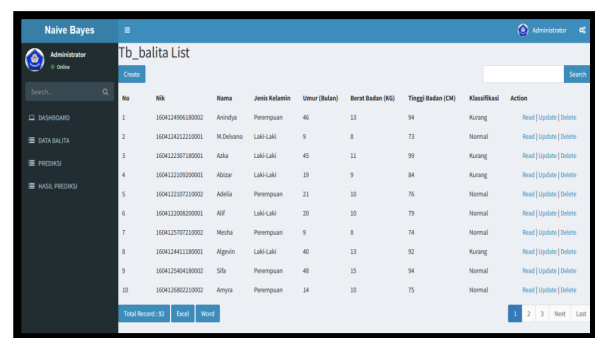 Naive Bayes
Administrator
Administrator
Online
Search...
DASHBOARD
DATA BALITA
PREDIKSI
HASIL PREDIKSI
Tb_balita List
Create
Search
No Nik Nama Jenis Kelamin Umur (Bulan) Berat Badan (KG) Tinggi Badan (CM) Klasifikasi Action
1 1604124906180002 Anindya Perempuan 46 13 94 Kurang Read | Update | Delete
2 1604124212210001 M.Delvano Laki-Laki 9 8 73 Normal Read | Update | Delete
3 1604122307180001 Azka Laki-Laki 45 11 99 Kurang Read | Update | Delete
4 1604122109200001 Abizar Laki-Laki 19 9 84 Kurang Read | Update | Delete
5 1604122107210002 Adelia Perempuan 21 10 76 Normal Read | Update | Delete
6 1604122008200001 Alif Laki-Laki 20 10 79 Normal Read | Update | Delete
7 1604125707210002 Mesha Perempuan 9 8 74 Normal Read | Update | Delete
8 1604124411180001 Algevin Laki-Laki 40 13 92 Kurang Read | Update | Delete
9 1604125404180002 Sifa Perempuan 48 15 94 Normal Read | Update | Delete
10 1604126802210002 Amyra Perempuan 14 10 75 Normal Read | Update | Delete
Total Record : 92 Excel Word
1 2 3 Next Last